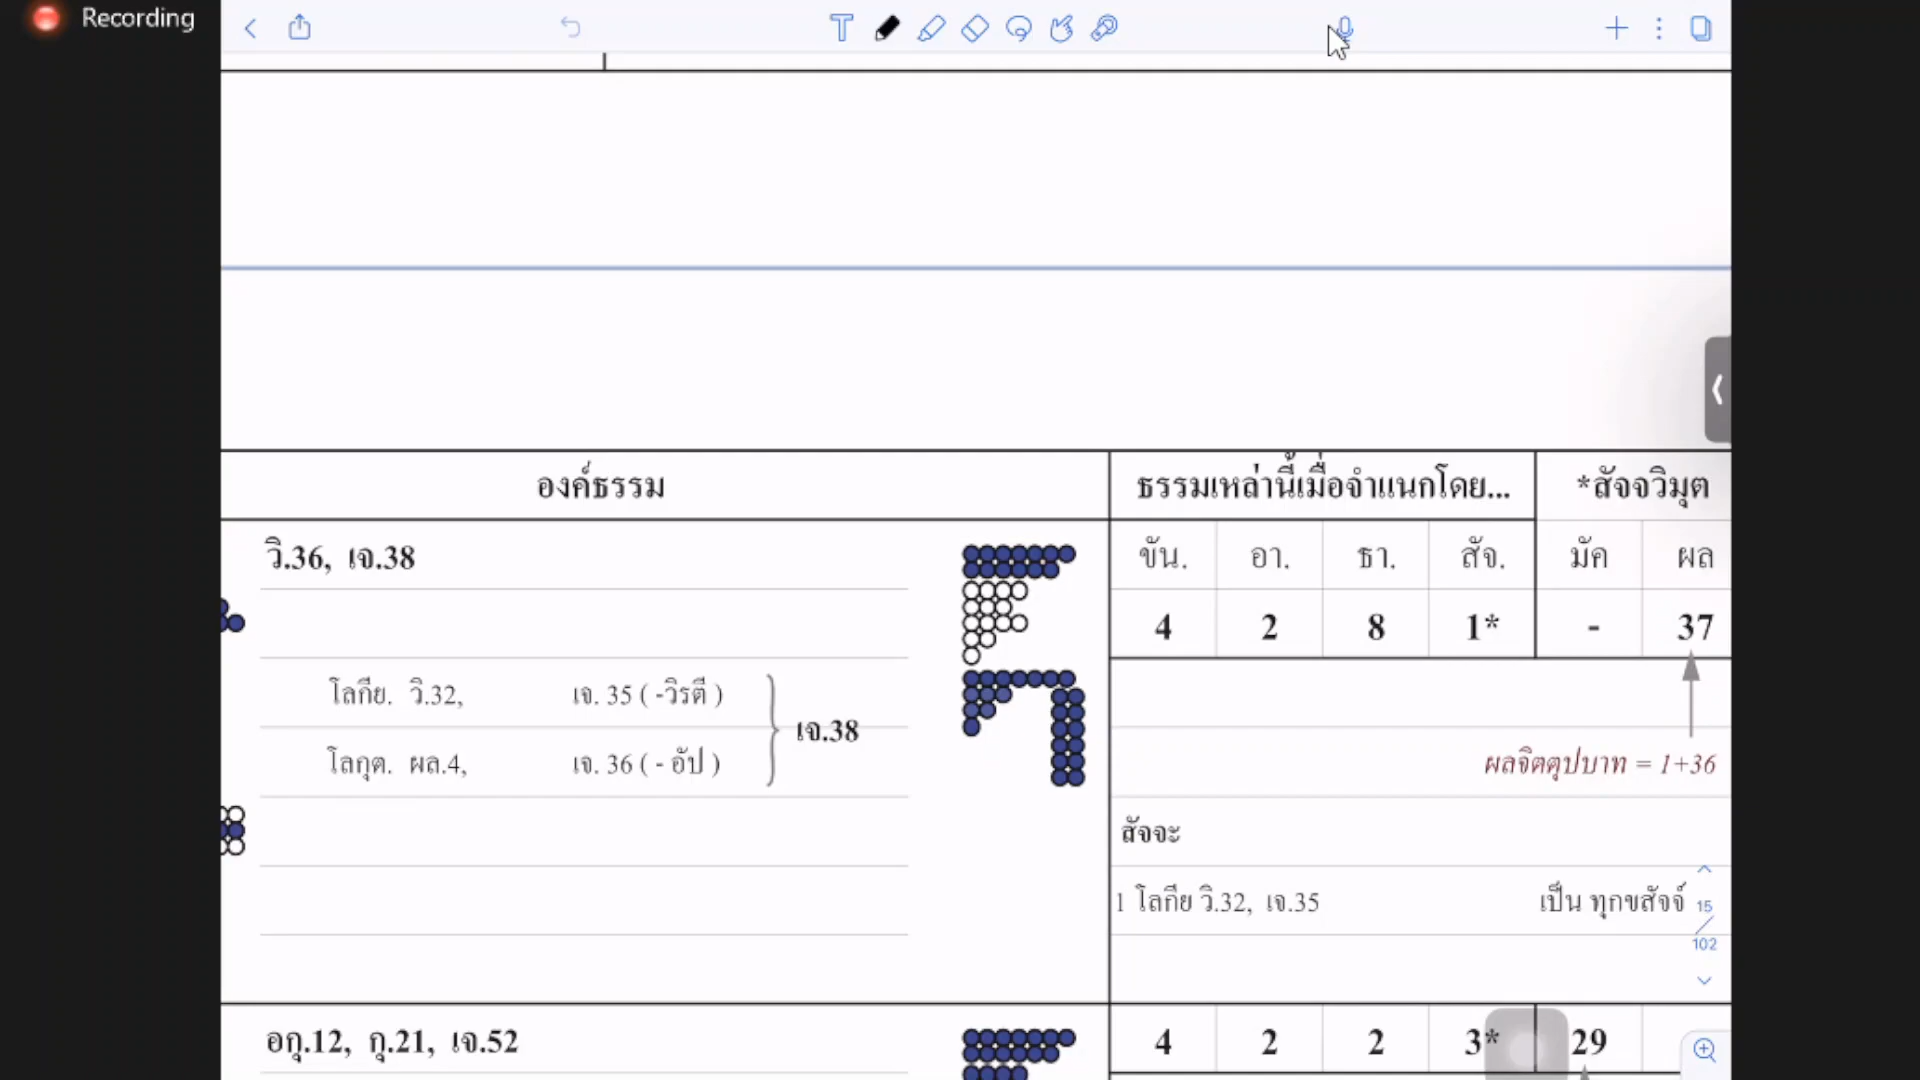 Recording
องค์ธรรม
ธรรมเหล่านี้เมื่อจำแนกโดย...
*สัจจวิมุต
วิ.36, เจ.38
ขัน. อา. ธา. สัจ. มัค ผล
4 2 8 1* - 37
โลกีย. วิ.32, เจ. 35 ( -วิรตี )
เจ.38
โลกุต. ผล.4, เจ. 36 ( - อัป )
ผลจิตตุปบาท = 1+36
สัจจะ
1 โลกีย วิ.32, เจ.35 เป็น ทุกขสัจจ์
15
102
อกุ.12, กุ.21, เจ.52
4 2 2 3* 29